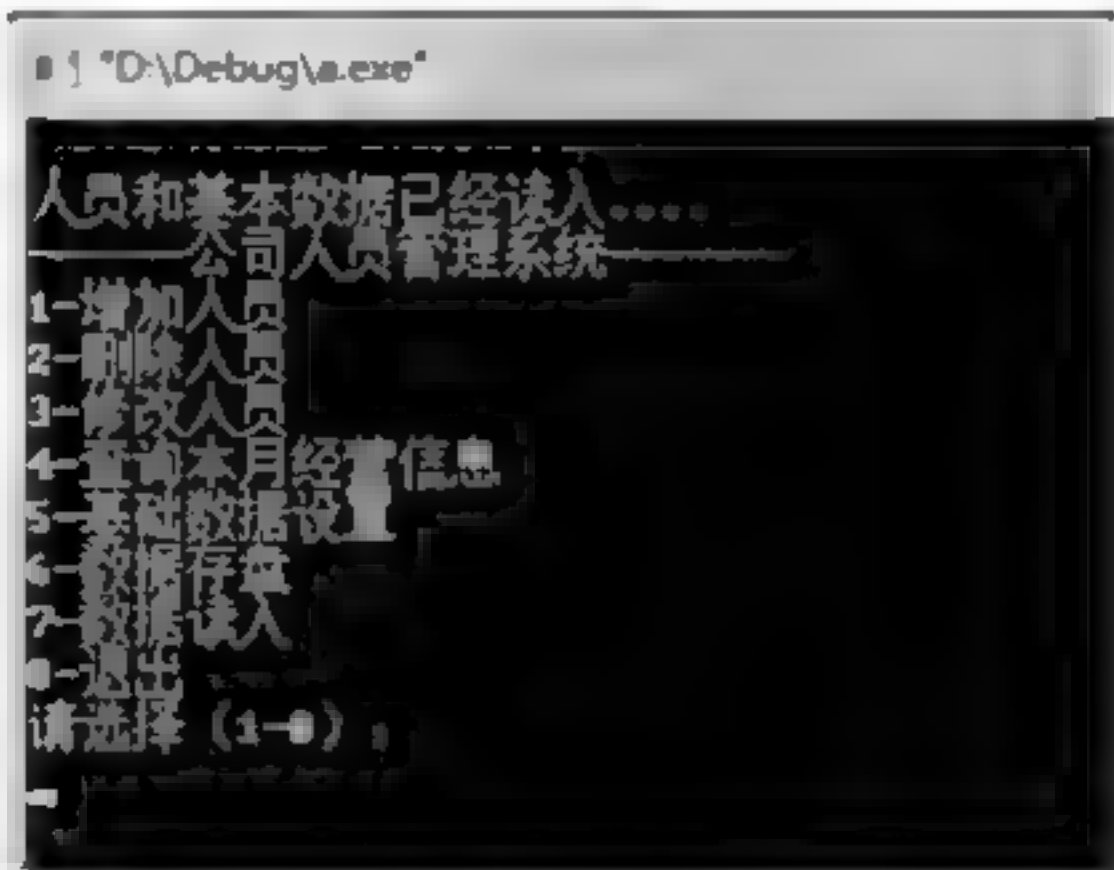 "D:\Debug\a.exe"
人员和基本数据已经读入....
————公司人员管理系统————
1-增加人员
2-删除人员
3-修改人员
4-查询本月经营信息
5-基础数据设置
6-数据存盘
7-数据读入
-退出
请选择